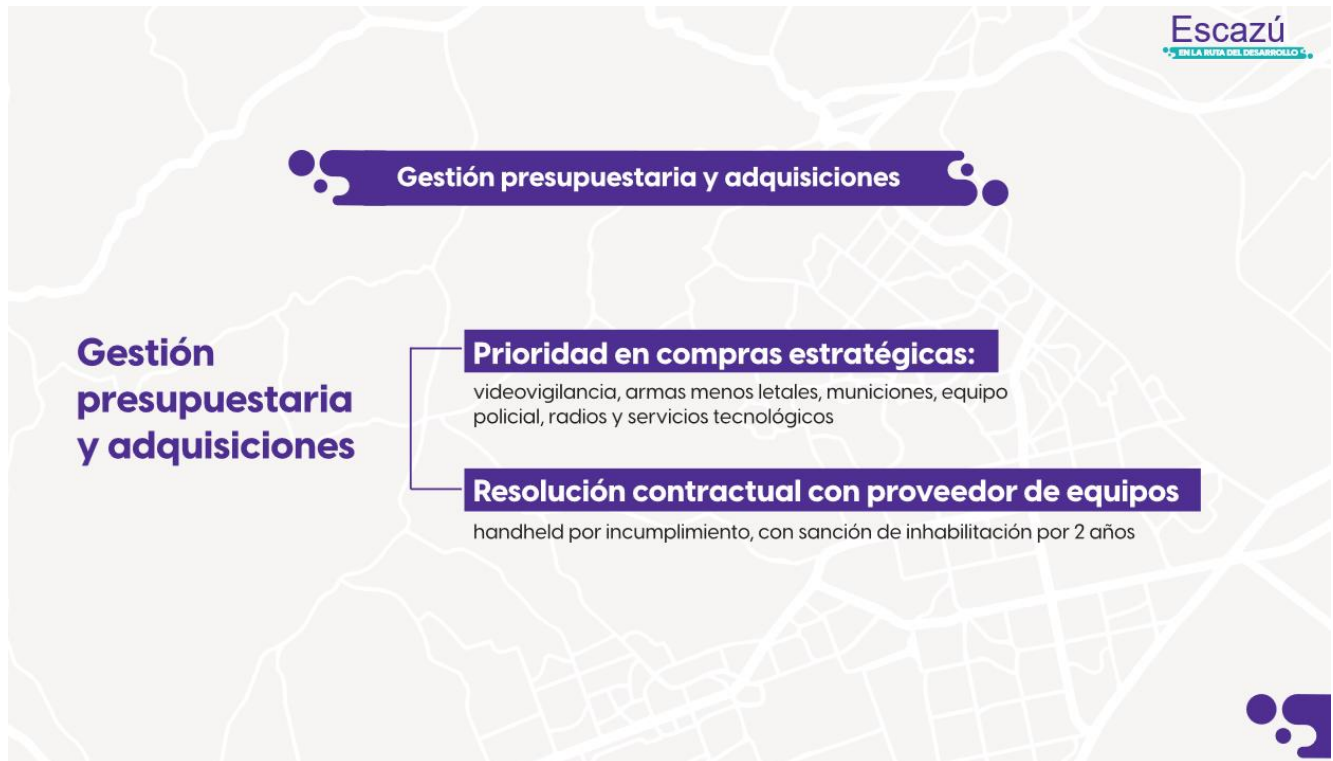 Escazú
EN LA RUTA DEL DESARROLLO
Gestión presupuestaria y adquisiciones
Gestión
presupuestaria
y adquisiciones
Prioridad en compras estratégicas:
videovigilancia, armas menos letales, municiones, equipo
policial, radios y servicios tecnológicos
Resolución contractual con proveedor de equipos
handheld por incumplimiento, con sanción de inhabilitación por 2 años